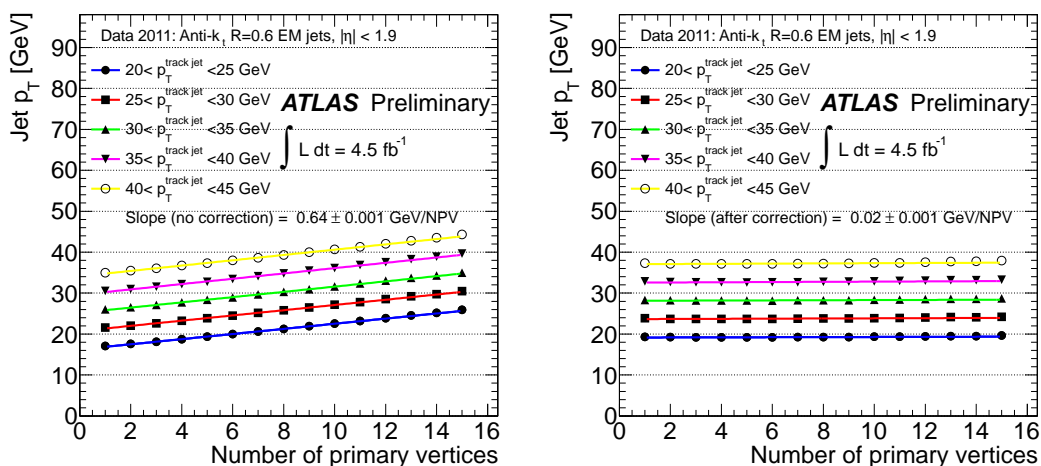 Jet p_T [GeV]
90
80
70
60
50
40
30
20
10
0
Data 2011: Anti-k_t R=0.6 EM jets, |η| < 1.9
20< p_T^{track jet} <25 GeV
25< p_T^{track jet} <30 GeV
30< p_T^{track jet} <35 GeV
35< p_T^{track jet} <40 GeV
40< p_T^{track jet} <45 GeV
ATLAS Preliminary
∫ L dt = 4.5 fb^{-1}
Slope (no correction) = 0.64 ± 0.001 GeV/NPV
0 2 4 6 8 10 12 14 16
Number of primary vertices
Jet p_T [GeV]
90
80
70
60
50
40
30
20
10
0
Data 2011: Anti-k_t R=0.6 EM jets, |η| < 1.9
20< p_T^{track jet} <25 GeV
25< p_T^{track jet} <30 GeV
30< p_T^{track jet} <35 GeV
35< p_T^{track jet} <40 GeV
40< p_T^{track jet} <45 GeV
ATLAS Preliminary
∫ L dt = 4.5 fb^{-1}
Slope (after correction) = 0.02 ± 0.001 GeV/NPV
0 2 4 6 8 10 12 14 16
Number of primary vertices